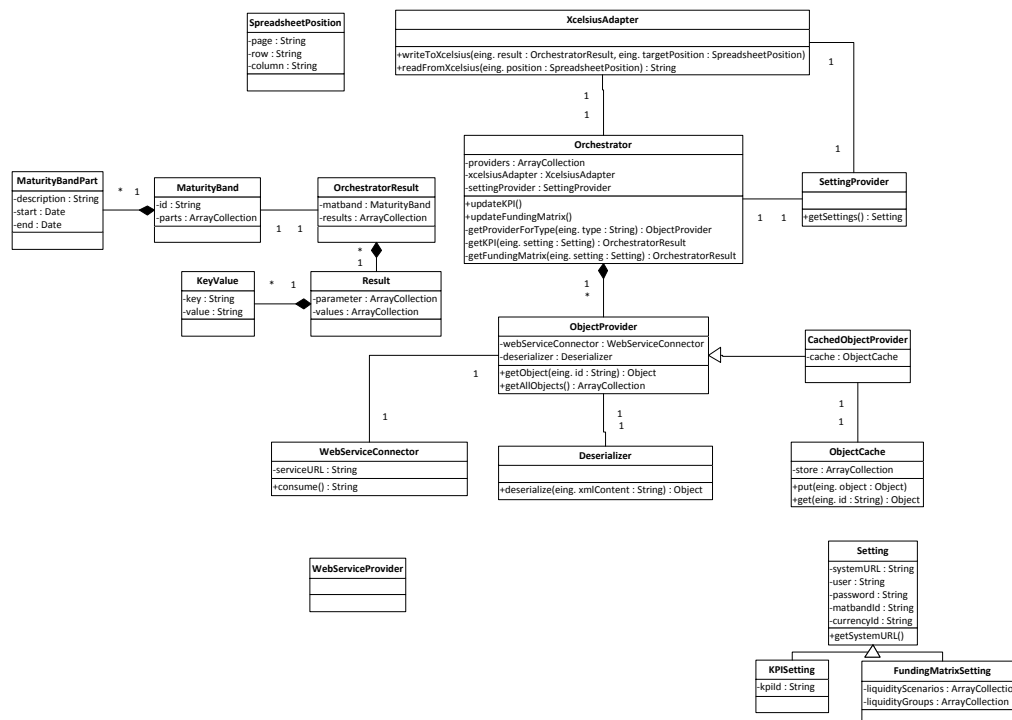 SpreadsheetPosition
-page : String
-row : String
-column : String
XcelsiusAdapter
+writeToXcelsius(eing. result : OrchestratorResult, eing. targetPosition : SpreadsheetPosition)
+readFromXcelsius(eing. position : SpreadsheetPosition) : String
1
1
1
1
Orchestrator
-providers : ArrayCollection
-xcelsiusAdapter : XcelsiusAdapter
-settingProvider : SettingProvider
+updateKPI()
+updateFundingMatrix()
-getProviderForType(eing. type : String) : ObjectProvider
-getKPI(eing. setting : Setting) : OrchestratorResult
-getFundingMatrix(eing. setting : Setting) : OrchestratorResult
1 1
SettingProvider
+getSettings() : Setting
MaturityBandPart
-description : String
-start : Date
-end : Date
* 1
MaturityBand
-id : String
-parts : ArrayCollection
1 1
OrchestratorResult
-matband : MaturityBand
-results : ArrayCollection
*
1
KeyValue
-key : String
-value : String
* 1
Result
-parameter : ArrayCollection
-values : ArrayCollection
1
*
ObjectProvider
-webServiceConnector : WebServiceConnector
-deserializer : Deserializer
+getObject(eing. id : String) : Object
+getAllObjects() : ArrayCollection
CachedObjectProvider
-cache : ObjectCache
1
1
1
1
1
1
WebServiceConnector
-serviceURL : String
+consume() : String
Deserializer
+deserialize(eing. xmlContent : String) : Object
ObjectCache
-store : ArrayCollection
+put(eing. object : Object)
+get(eing. id : String) : Object
WebServiceProvider
Setting
-systemURL : String
-user : String
-password : String
-matbandId : String
-currencyId : String
+getSystemURL()
KPISetting
-kpiId : String
FundingMatrixSetting
-liquidityScenarios : ArrayCollectio
-liquidityGroups : ArrayCollection